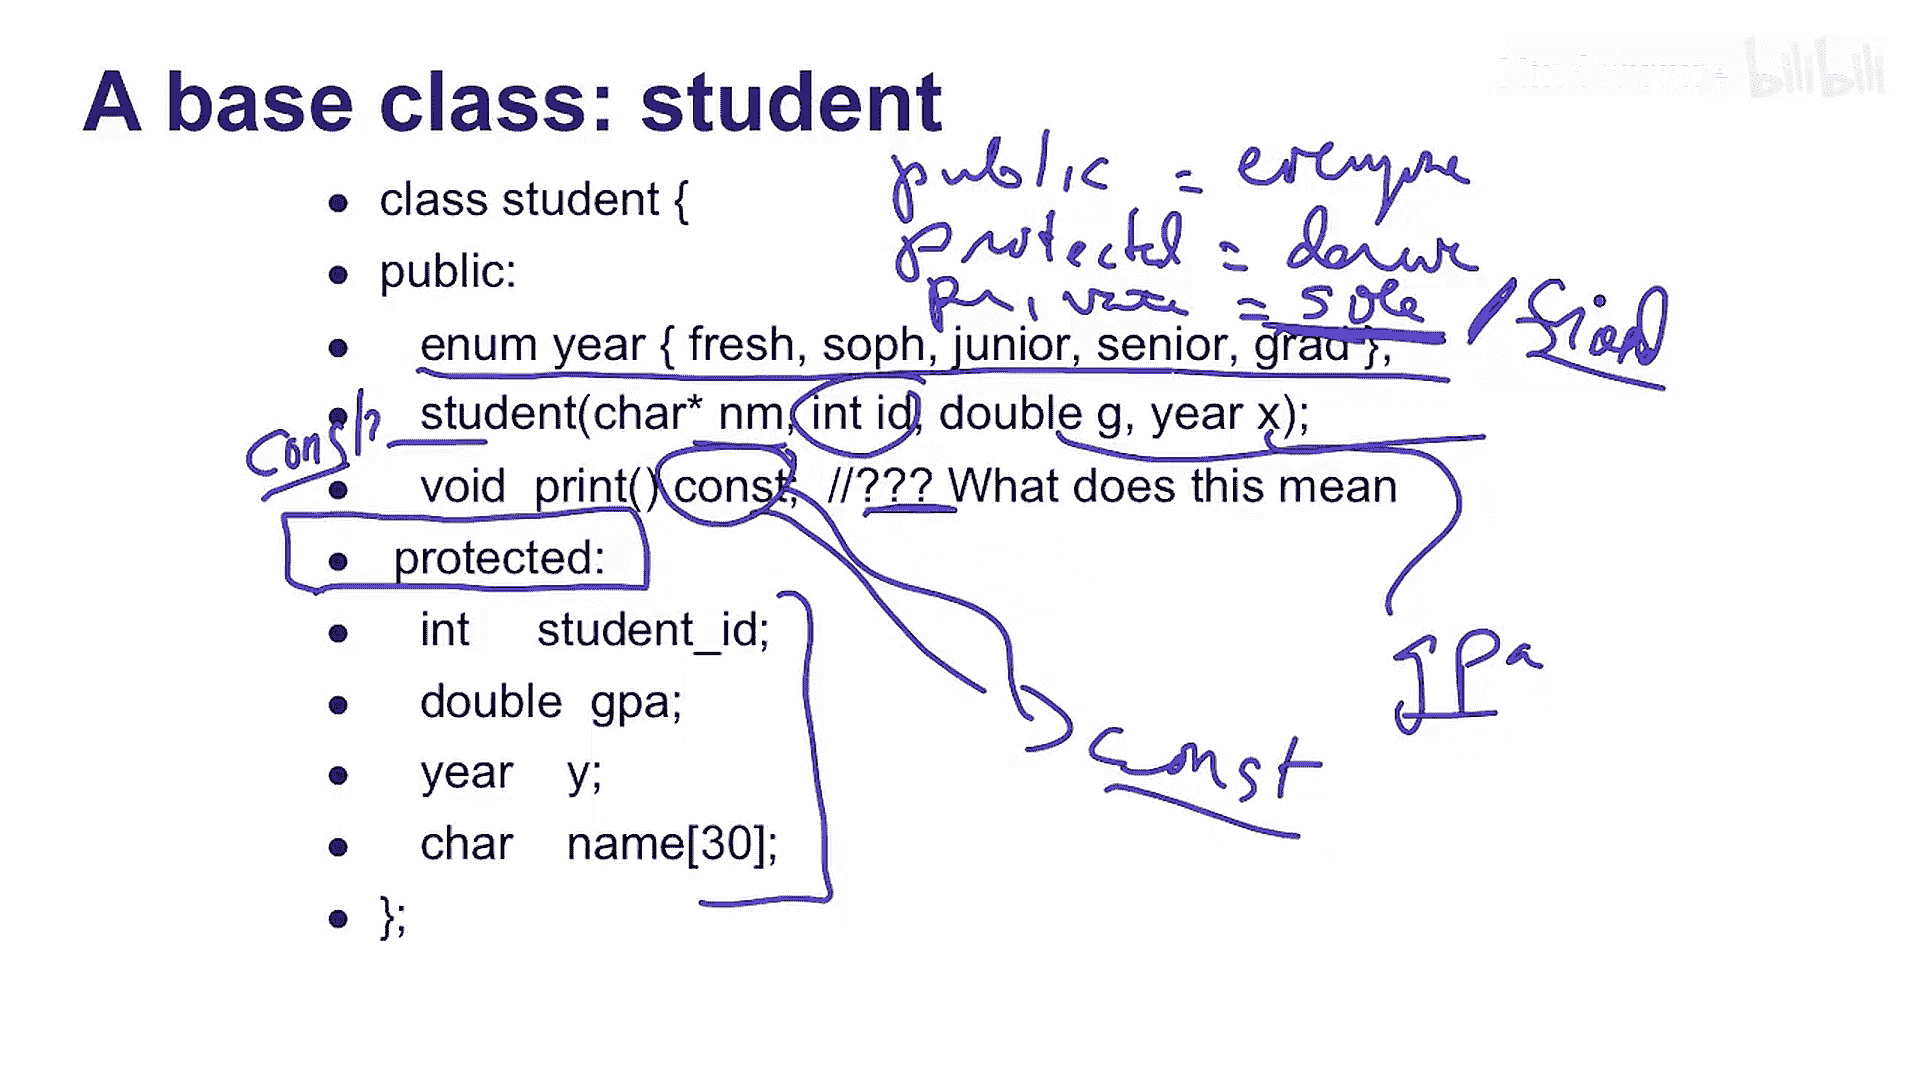 bilibili
A base class: student
public = everyone
protected = derive
private = sole / friend
• class student {
• public:
• enum year { fresh, soph, junior, senior, grad };
• student(char* nm, int id, double g, year x);
const
• void print() const; //??? What does this mean
• protected:
• int student_id;
gpa
• double gpa;
• year y;
const
• char name[30];
• };